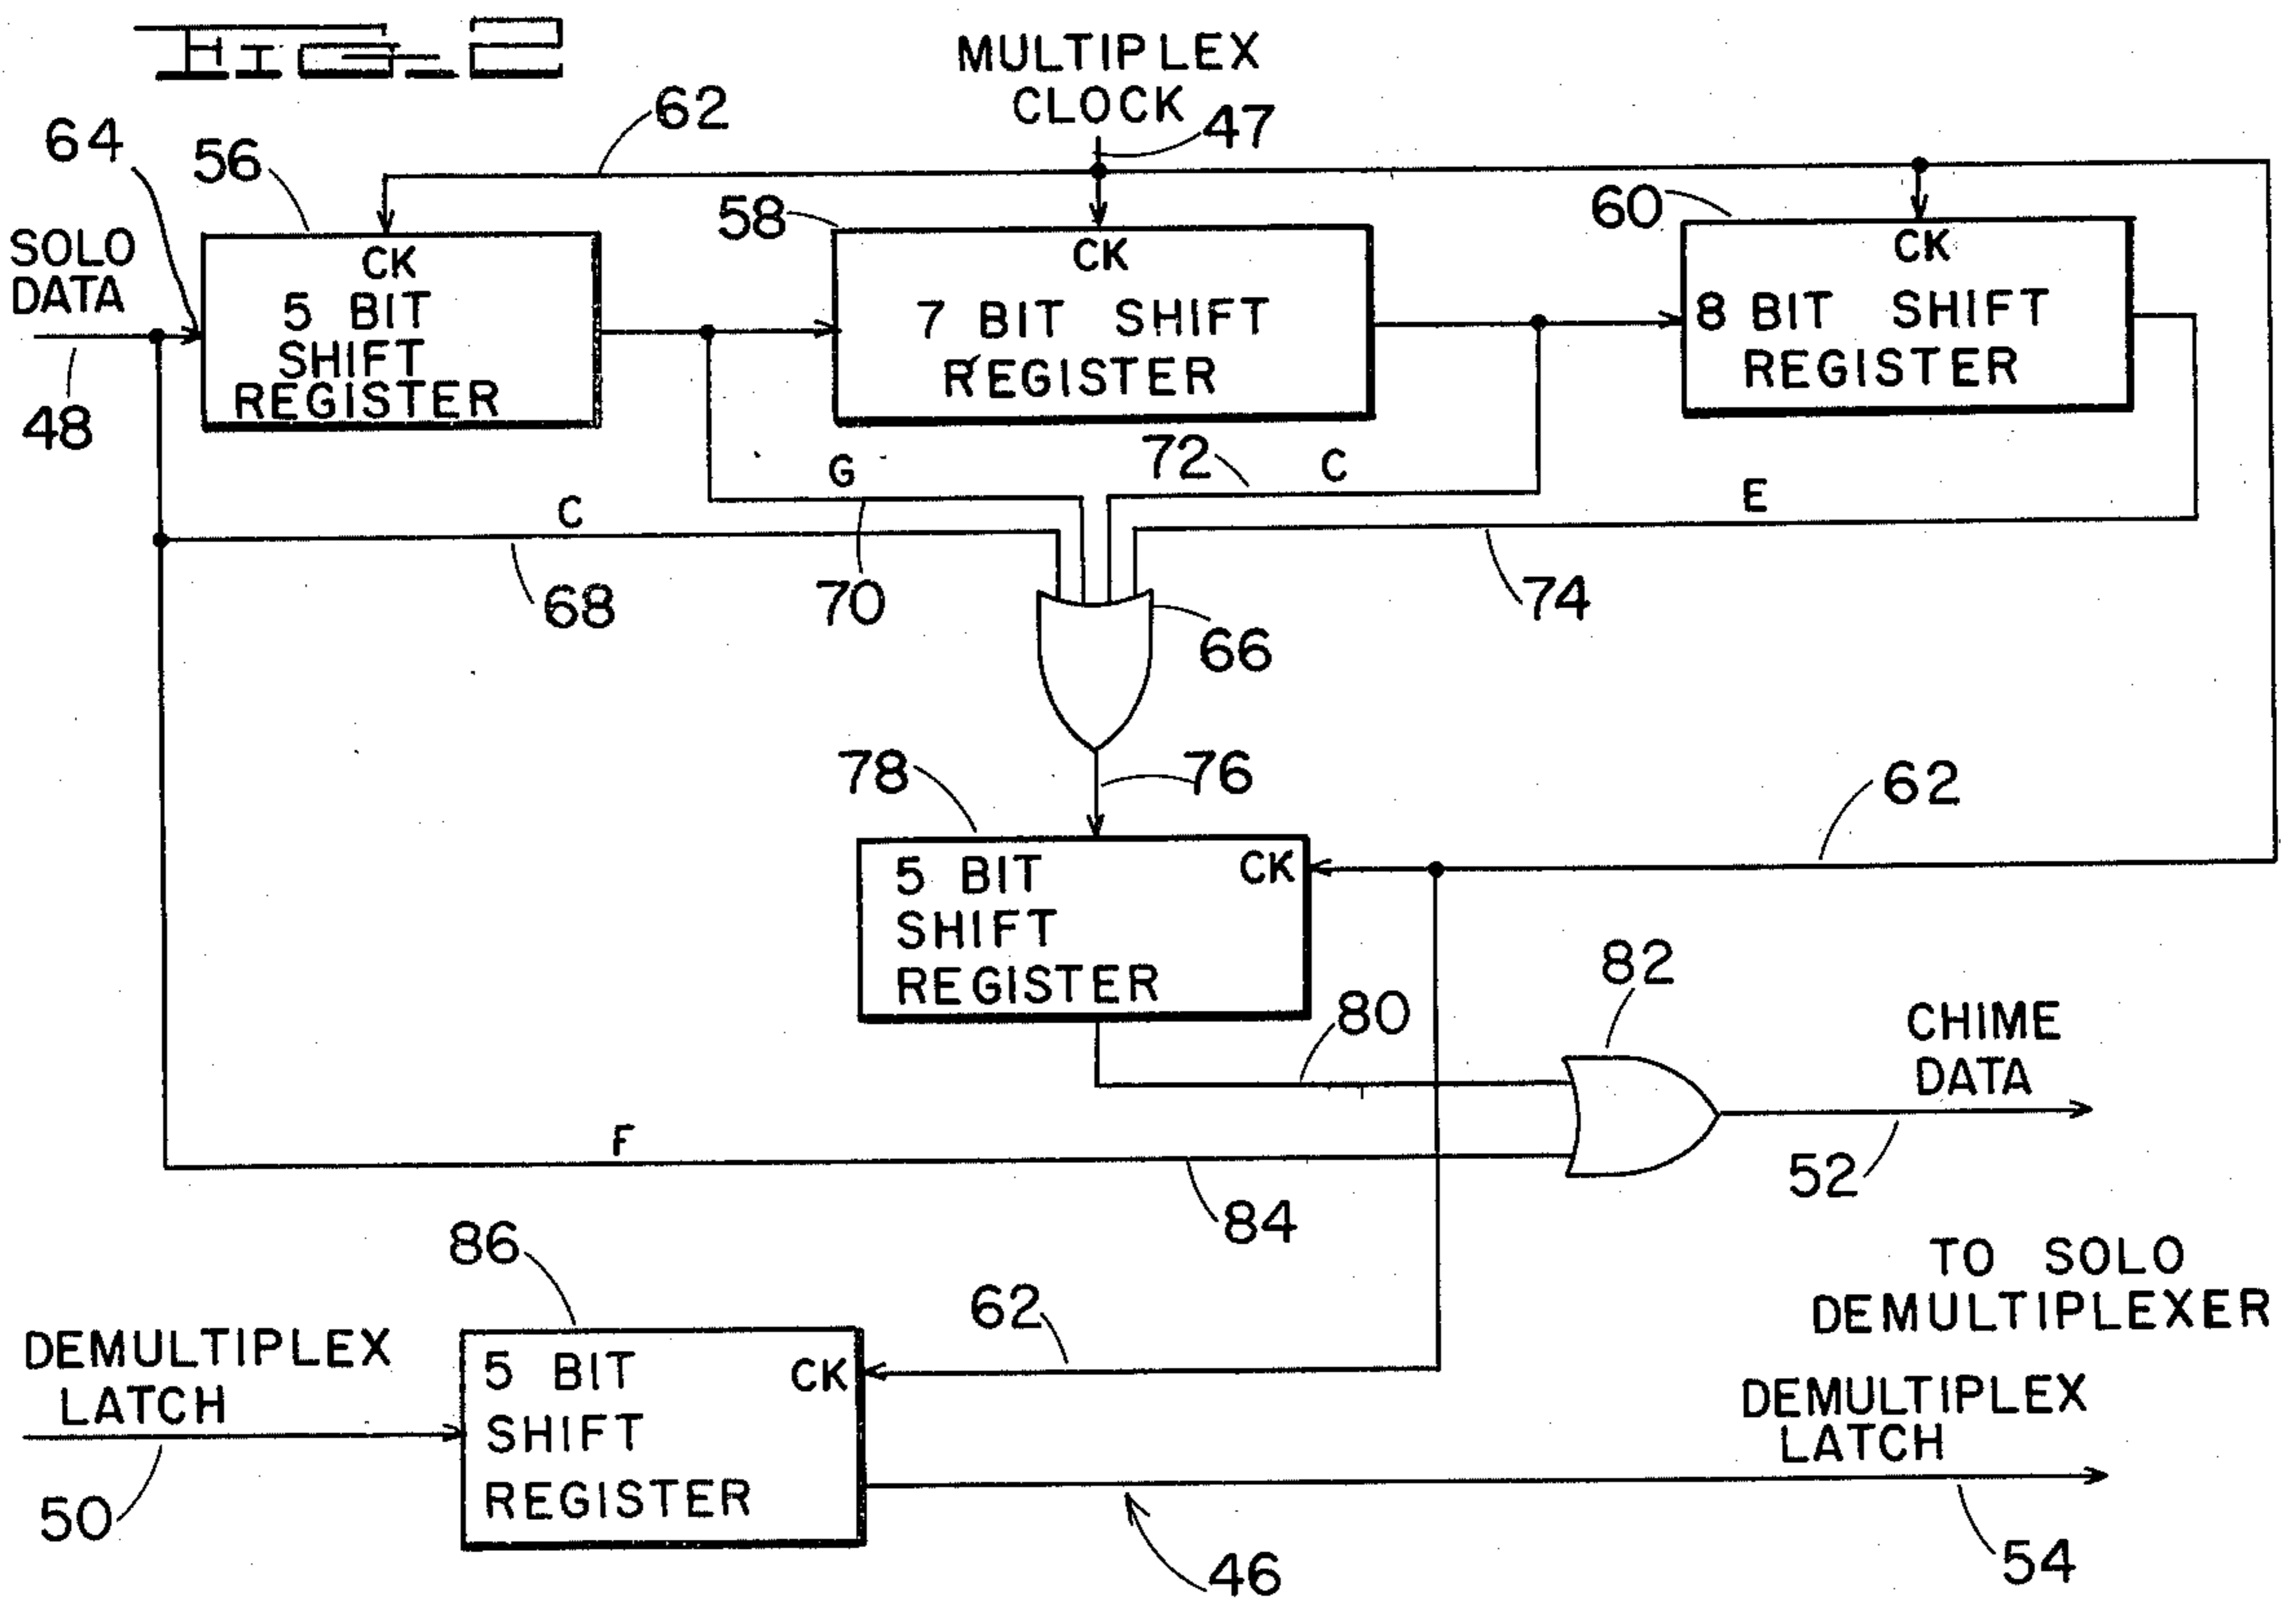 FIG_2
MULTIPLEX
CLOCK
47
62
64
56
58
60
SOLO
DATA
48
CK
5 BIT
SHIFT
REGISTER
CK
7 BIT SHIFT
REGISTER
CK
8 BIT SHIFT
REGISTER
G
72
C
C
E
68
70
74
66
78
76
62
5 BIT
CK
SHIFT
REGISTER
82
80
CHIME
DATA
F
52
84
86
62
TO SOLO
DEMULTIPLEXER
DEMULTIPLEX
LATCH
5 BIT
CK
SHIFT
REGISTER
DEMULTIPLEX
LATCH
50
46
54